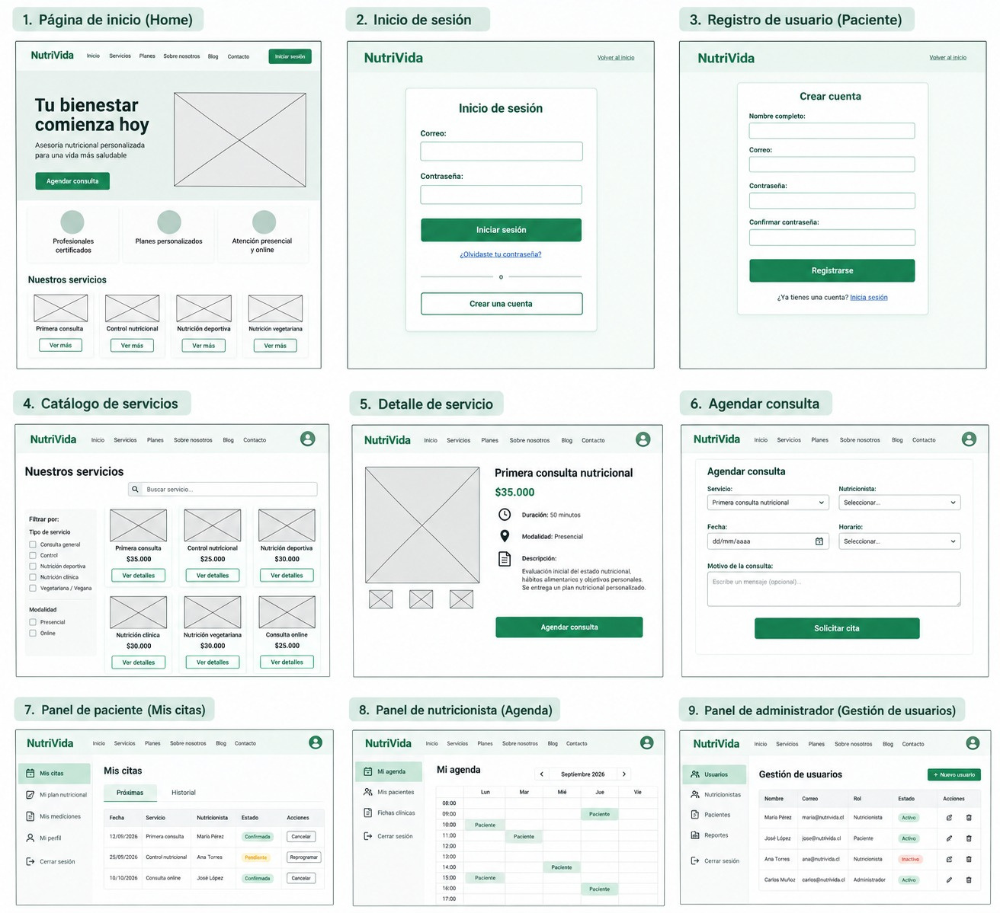 1. Página de inicio (Home)
NutriVida Inicio Servicios Planes Sobre nosotros Blog Contacto Iniciar sesión
Tu bienestar
comienza hoy
Asesoría nutricional personalizada
para una vida más saludable
Agendar consulta
Profesionales
certificados
Planes personalizados
Atención presencial
y online
Nuestros servicios
Primera consulta Control nutricional Nutrición deportiva Nutrición vegetariana
Ver más Ver más Ver más Ver más
2. Inicio de sesión
NutriVida Volver al inicio
Inicio de sesión
Correo:
Contraseña:
Iniciar sesión
¿Olvidaste tu contraseña?
o
Crear una cuenta
3. Registro de usuario (Paciente)
NutriVida Volver al inicio
Crear cuenta
Nombre completo:
Correo:
Contraseña:
Confirmar contraseña:
Registrarse
¿Ya tienes una cuenta? Inicia sesión
4. Catálogo de servicios
NutriVida Inicio Servicios Planes Sobre nosotros Blog Contacto
Nuestros servicios
Buscar servicio...
Filtrar por:
Tipo de servicio
Consulta general
Control
Nutrición deportiva
Nutrición clínica
Vegetariana / Vegana
Modalidad
Presencial
Online
Primera consulta Control nutricional Nutrición deportiva
$35.000 $25.000 $30.000
Ver detalles Ver detalles Ver detalles
Nutrición clínica Nutrición vegetariana Consulta online
$30.000 $30.000 $25.000
Ver detalles Ver detalles Ver detalles
5. Detalle de servicio
NutriVida Inicio Servicios Planes Sobre nosotros Blog Contacto
Primera consulta nutricional
$35.000
Duración: 50 minutos
Modalidad: Presencial
Descripción:
Evaluación inicial del estado nutricional,
hábitos alimentarios y objetivos personales.
Se entrega un plan nutricional personalizado.
Agendar consulta
6. Agendar consulta
NutriVida Inicio Servicios Planes Sobre nosotros Blog Contacto
Agendar consulta
Servicio: Nutricionista:
Primera consulta nutricional Seleccionar...
Fecha: Horario:
dd/mm/aaaa Seleccionar...
Motivo de la consulta:
Escribe un mensaje (opcional)...
Solicitar cita
7. Panel de paciente (Mis citas)
NutriVida Inicio Servicios Planes Sobre nosotros Blog Contacto
Mis citas
Mi plan nutricional
Mis mediciones
Mi perfil
Cerrar sesión
Mis citas
Próximas Historial
Fecha Servicio Nutricionista Estado Acciones
12/09/2026 Primera consulta María Pérez Confirmada Cancelar
25/09/2026 Control nutricional Ana Torres Pendiente Reprogramar
10/10/2026 Consulta online José López Confirmada Cancelar
8. Panel de nutricionista (Agenda)
NutriVida Inicio Servicios Planes Sobre nosotros Blog Contacto
Mi agenda
Mis pacientes
Fichas clínicas
Cerrar sesión
Mi agenda < Septiembre 2026 >
Lun Mar Mié Jue Vie
08:00
09:00 Paciente
10:00 Paciente
11:00 Paciente
12:00
12:00
14:00 Paciente
15:00 Paciente
16:00 Paciente
17:00
9. Panel de administrador (Gestión de usuarios)
NutriVida Inicio Servicios Planes Sobre nosotros Blog Contacto
Usuarios
Nutricionistas
Pacientes
Reportes
Cerrar sesión
Gestión de usuarios + Nuevo usuario
Nombre Correo Rol Estado Acciones
María Pérez maria@nutrivida.cl Nutricionista Activo
José López jose@nutrivida.cl Paciente Activo
Ana Torres ana@nutrivida.cl Nutricionista Inactivo
Carlos Muñoz carlos@nutrivida.cl Administrador Activo